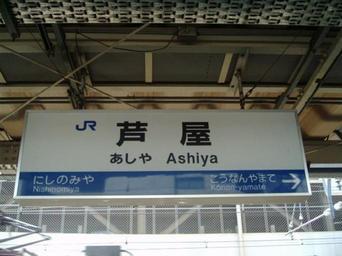 JR 芦屋
あしや Ashiya
にしのみや こうなんやまて
Nishinomiya Kōnan-yamate